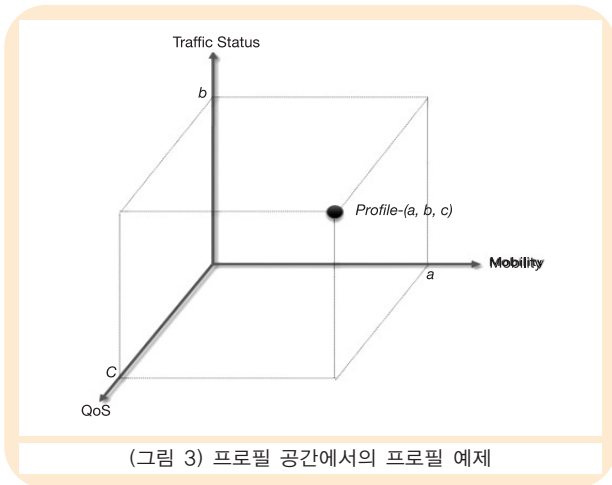 Traffic Status
b
Profile-(a, b, c)
Mobility
a
C
QoS
(그림 3) 프로필 공간에서의 프로필 예제